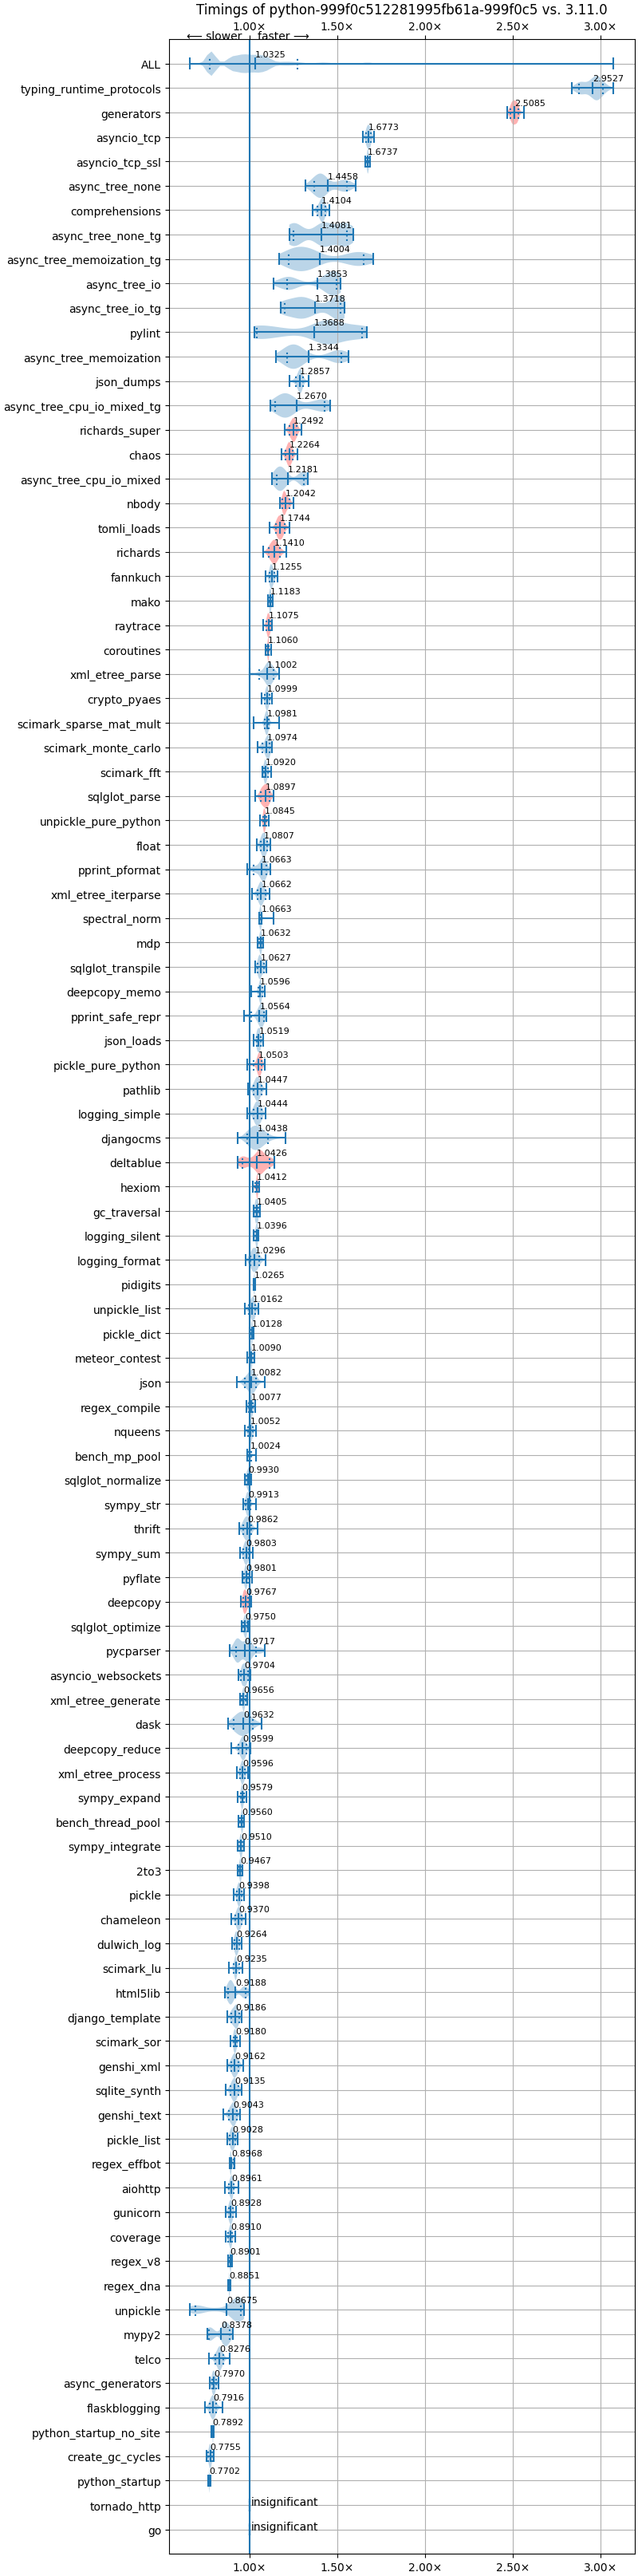 Timings of python-999f0c512281995fb61a-999f0c5 vs. 3.11.0
1.00× 1.50× 2.00× 2.50× 3.00×
⟵ slower faster ⟶
ALL 1.0325
typing_runtime_protocols 2.9527
generators 2.5085
asyncio_tcp 1.6773
asyncio_tcp_ssl 1.6737
async_tree_none 1.4458
comprehensions 1.4104
async_tree_none_tg 1.4081
async_tree_memoization_tg 1.4004
async_tree_io 1.3853
async_tree_io_tg 1.3718
pylint 1.3688
async_tree_memoization 1.3344
json_dumps 1.2857
async_tree_cpu_io_mixed_tg 1.2670
richards_super 1.2492
chaos 1.2264
async_tree_cpu_io_mixed 1.2181
nbody 1.2042
tomli_loads 1.1744
richards 1.1410
fannkuch 1.1255
mako 1.1183
raytrace 1.1075
coroutines 1.1060
xml_etree_parse 1.1002
crypto_pyaes 1.0999
scimark_sparse_mat_mult 1.0981
scimark_monte_carlo 1.0974
scimark_fft 1.0920
sqlglot_parse 1.0897
unpickle_pure_python 1.0845
float 1.0807
pprint_pformat 1.0663
xml_etree_iterparse 1.0662
spectral_norm 1.0663
mdp 1.0632
sqlglot_transpile 1.0627
deepcopy_memo 1.0596
pprint_safe_repr 1.0564
json_loads 1.0519
pickle_pure_python 1.0503
pathlib 1.0447
logging_simple 1.0444
djangocms 1.0438
deltablue 1.0426
hexiom 1.0412
gc_traversal 1.0405
logging_silent 1.0396
logging_format 1.0296
pidigits 1.0265
unpickle_list 1.0162
pickle_dict 1.0128
meteor_contest 1.0090
json 1.0082
regex_compile 1.0077
nqueens 1.0052
bench_mp_pool 1.0024
sqlglot_normalize 0.9930
sympy_str 0.9913
thrift 0.9862
sympy_sum 0.9803
pyflate 0.9801
deepcopy 0.9767
sqlglot_optimize 0.9750
pycparser 0.9717
asyncio_websockets 0.9704
xml_etree_generate 0.9656
dask 0.9632
deepcopy_reduce 0.9599
xml_etree_process 0.9596
sympy_expand 0.9579
bench_thread_pool 0.9560
sympy_integrate 0.9510
2to3 0.9467
pickle 0.9398
chameleon 0.9370
dulwich_log 0.9264
scimark_lu 0.9235
html5lib 0.9188
django_template 0.9186
scimark_sor 0.9180
genshi_xml 0.9162
sqlite_synth 0.9135
genshi_text 0.9043
pickle_list 0.9028
regex_effbot 0.8968
aiohttp 0.8961
gunicorn 0.8928
coverage 0.8910
regex_v8 0.8901
regex_dna 0.8851
unpickle 0.8675
mypy2 0.8378
telco 0.8276
async_generators 0.7970
flaskblogging 0.7916
python_startup_no_site 0.7892
create_gc_cycles 0.7755
python_startup 0.7702
tornado_http insignificant
go insignificant
1.00× 1.50× 2.00× 2.50× 3.00×